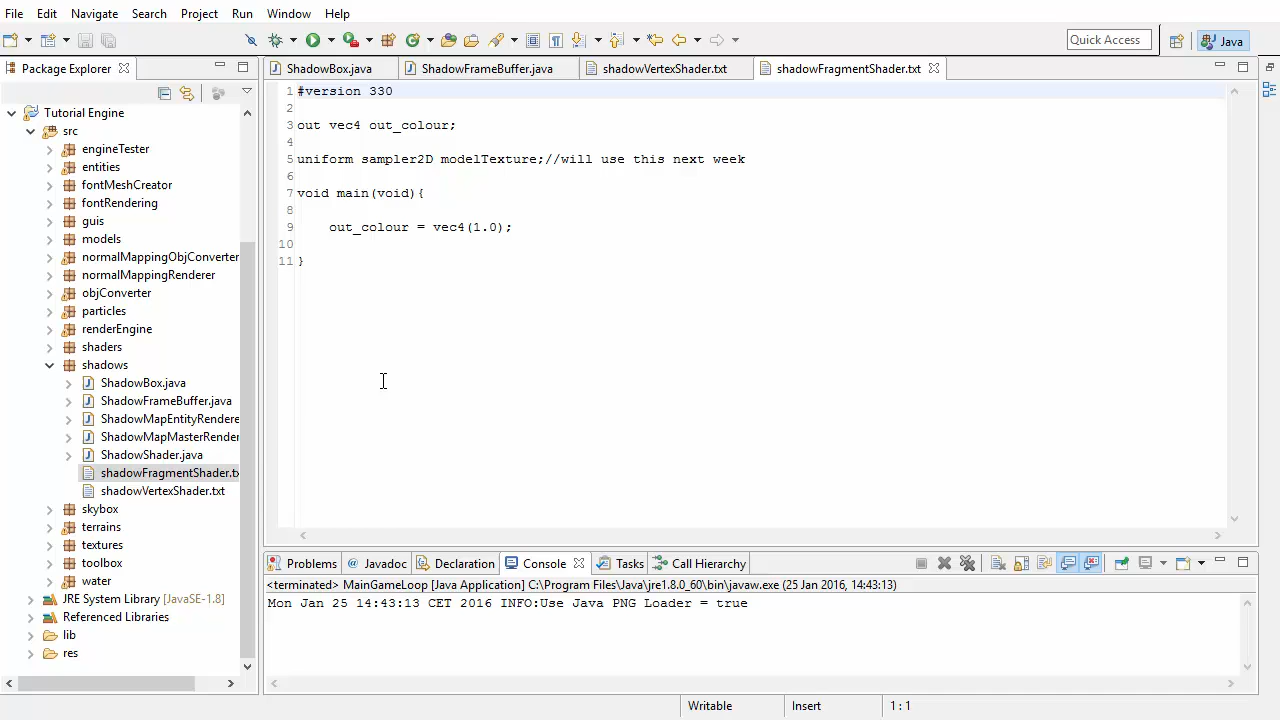 File Edit Navigate Search Project Run Window Help
Quick Access
Java
Package Explorer
ShadowBox.java
ShadowFrameBuffer.java
shadowVertexShader.txt
shadowFragmentShader.txt
Tutorial Engine
src
engineTester
entities
fontMeshCreator
fontRendering
guis
models
normalMappingObjConverter
normalMappingRenderer
objConverter
particles
renderEngine
shaders
shadows
ShadowBox.java
ShadowFrameBuffer.java
ShadowMapEntityRendere
ShadowMapMasterRender
ShadowShader.java
shadowFragmentShader.tx
shadowVertexShader.txt
skybox
terrains
textures
toolbox
water
JRE System Library [JavaSE-1.8]
Referenced Libraries
lib
res
1 #version 330
2
3 out vec4 out_colour;
4
5 uniform sampler2D modelTexture;//will use this next week
6
7 void main(void){
8
9 out_colour = vec4(1.0);
10
11 }
Problems @ Javadoc Declaration Console Tasks Call Hierarchy
<terminated> MainGameLoop [Java Application] C:\Program Files\Java\jre1.8.0_60\bin\javaw.exe (25 Jan 2016, 14:43:13)
Mon Jan 25 14:43:13 CET 2016 INFO:Use Java PNG Loader = true
Writable Insert 1 : 1